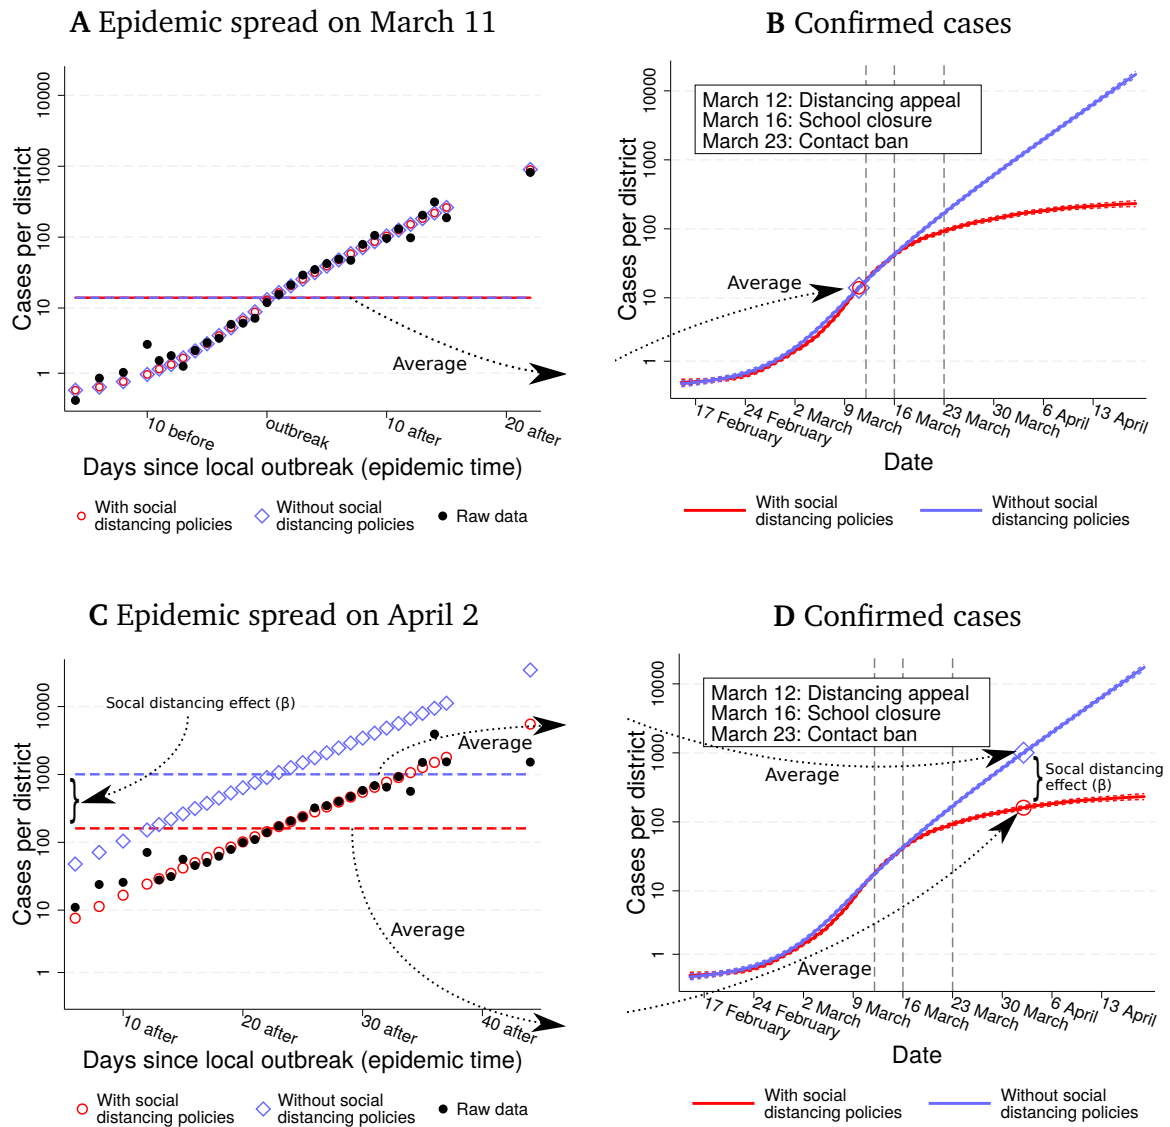 A Epidemic spread on March 11
Cases per district
10000
1000
100
10
1
Average
10 before
outbreak
10 after
20 after
Days since local outbreak (epidemic time)
With social
distancing policies
Without social
distancing policies
Raw data
B Confirmed cases
Cases per district
10000
1000
100
10
1
March 12: Distancing appeal
March 16: School closure
March 23: Contact ban
Average
17 February
24 February
2 March
9 March
16 March
23 March
30 March
6 April
13 April
Date
With social
distancing policies
Without social
distancing policies
C Epidemic spread on April 2
Cases per district
10000
1000
100
10
1
Socal distancing effect (β)
Average
Average
10 after
20 after
30 after
40 after
Days since local outbreak (epidemic time)
With social
distancing policies
Without social
distancing policies
Raw data
D Confirmed cases
Cases per district
10000
1000
100
10
1
March 12: Distancing appeal
March 16: School closure
March 23: Contact ban
Average
Socal distancing
effect (β)
Average
17 February
24 February
2 March
9 March
16 March
23 March
30 March
6 April
13 April
Date
With social
distancing policies
Without social
distancing policies